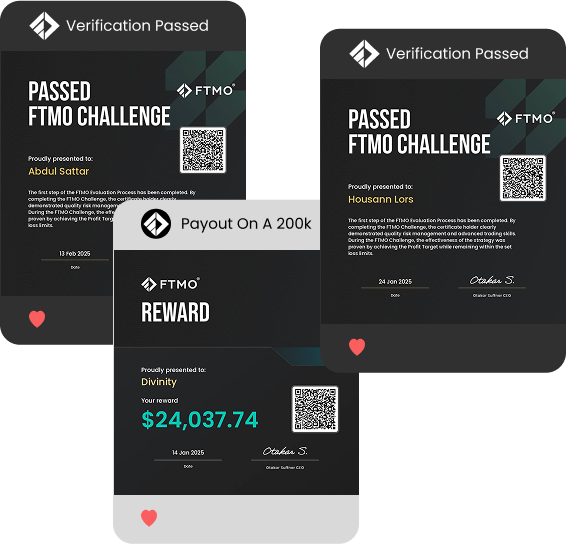 Verification Passed
PASSED
FTMO CHALLENGE
FTMO®
Proudly presented to:
Abdul Sattar
The first step of the FTMO Evaluation Process has been completed. By
completing the FTMO Challenge, the certificate holder clearly
demonstrated quality risk management and advanced trading skills.
During the FTMO Challenge, the effe
proven by achieving the Profit Targe
loss limits.
13 Feb 2025
Date
Verification Passed
PASSED
FTMO CHALLENGE
FTMO®
Proudly presented to:
Housann Lors
The first step of the FTMO Evaluation Process has been completed. By
completing the FTMO Challenge, the certificate holder clearly
demonstrated quality risk management and advanced trading skills.
During the FTMO Challenge, the effectiveness of the strategy was
proven by achieving the Profit Target while remaining within the set
loss limits.
24 Jan 2025
Otakar S.
Date
Otakar Suffner CEO
Payout On A 200k
FTMO®
REWARD
Proudly presented to:
Divinity
Your reward
$24,037.74
14 Jan 2025
Otakar S.
Date
Otakar Suffner CEO